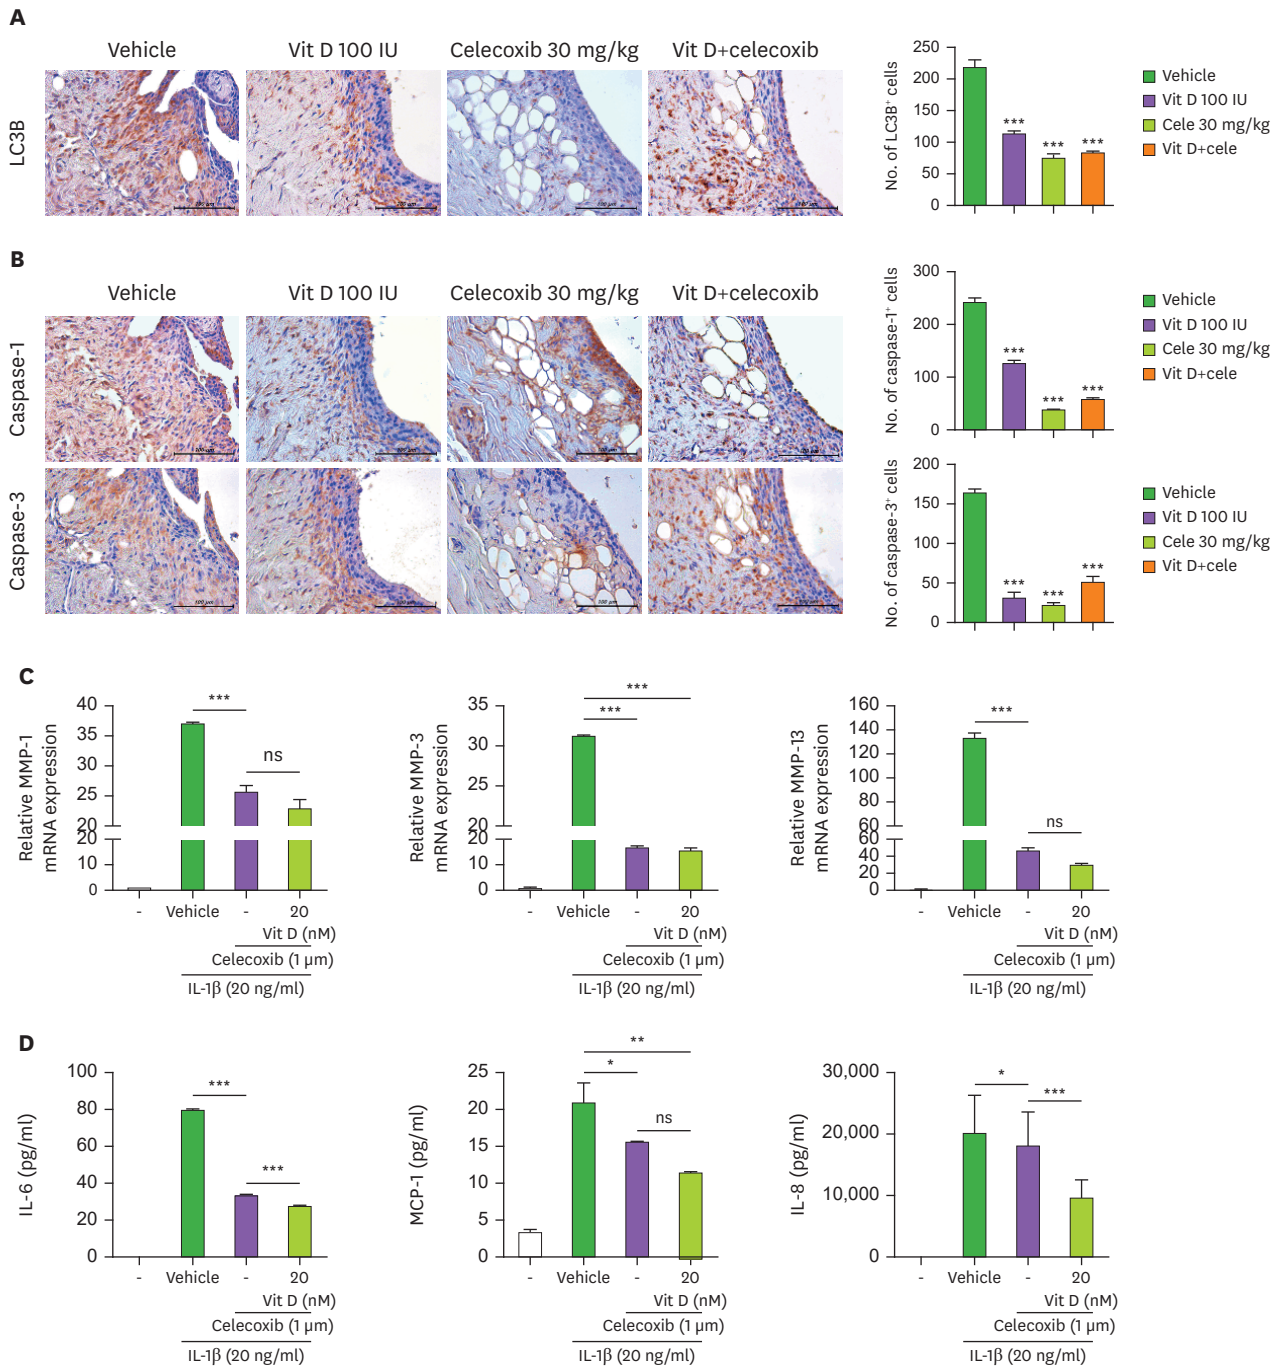 A
Vehicle
Vit D 100 IU
Celecoxib 30 mg/kg
Vit D+celecoxib
LC3B
100 μm
No. of LC3B+ cells
250
200
150
100
50
0
***
***
***
Vehicle
Vit D 100 IU
Cele 30 mg/kg
Vit D+cele
B
Vehicle
Vit D 100 IU
Celecoxib 30 mg/kg
Vit D+celecoxib
Caspase-1
100 μm
No. of caspase-1+ cells
300
200
100
0
***
***
***
Vehicle
Vit D 100 IU
Cele 30 mg/kg
Vit D+cele
Caspase-3
100 μm
No. of caspase-3+ cells
200
150
100
50
0
***
***
***
Vehicle
Vit D 100 IU
Cele 30 mg/kg
Vit D+cele
C
Relative MMP-1
mRNA expression
40
35
30
25
20
20
10
0
***
ns
- Vehicle - 20
Vit D (nM)
Celecoxib (1 μm)
IL-1β (20 ng/ml)
Relative MMP-3
mRNA expression
35
30
25
20
20
10
0
***
***
- Vehicle - 20
Vit D (nM)
Celecoxib (1 μm)
IL-1β (20 ng/ml)
Relative MMP-13
mRNA expression
160
140
120
100
80
60
60
40
20
0
***
ns
- Vehicle - 20
Vit D (nM)
Celecoxib (1 μm)
IL-1β (20 ng/ml)
D
IL-6 (pg/ml)
100
80
60
40
20
0
***
***
- Vehicle - 20
Vit D (nM)
Celecoxib (1 μm)
IL-1β (20 ng/ml)
MCP-1 (pg/ml)
25
20
15
10
5
0
**
*
ns
- Vehicle - 20
Vit D (nM)
Celecoxib (1 μm)
IL-1β (20 ng/ml)
IL-8 (pg/ml)
30,000
20,000
10,000
0
*
***
- Vehicle - 20
Vit D (nM)
Celecoxib (1 μm)
IL-1β (20 ng/ml)